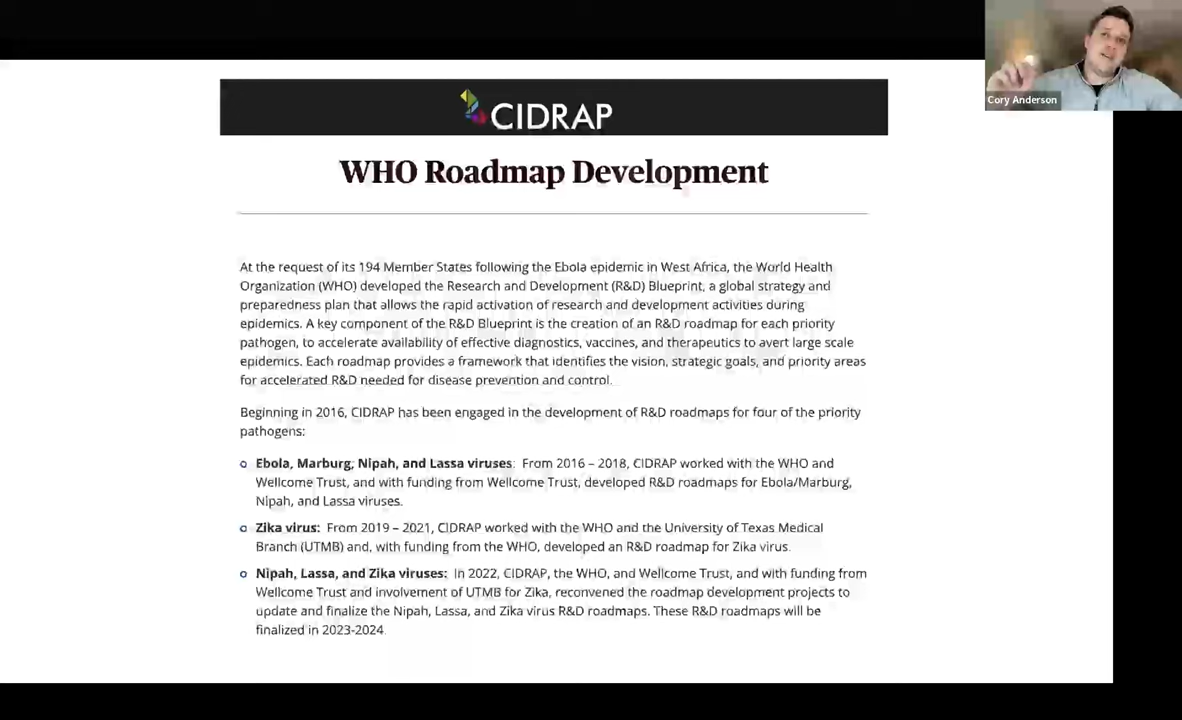 CIDRAP
Cory Anderson
WHO Roadmap Development
At the request of its 194 Member States following the Ebola epidemic in West Africa, the World Health
Organization (WHO) developed the Research and Development (R&D) Blueprint, a global strategy and
preparedness plan that allows the rapid activation of research and development activities during
epidemics. A key component of the R&D Blueprint is the creation of an R&D roadmap for each priority
pathogen, to accelerate availability of effective diagnostics, vaccines, and therapeutics to avert large scale
epidemics. Each roadmap provides a framework that identifies the vision, strategic goals, and priority areas
for accelerated R&D needed for disease prevention and control.
Beginning in 2016, CIDRAP has been engaged in the development of R&D roadmaps for four of the priority
pathogens:
Ebola, Marburg, Nipah, and Lassa viruses: From 2016 – 2018, CIDRAP worked with the WHO and
Wellcome Trust, and with funding from Wellcome Trust, developed R&D roadmaps for Ebola/Marburg,
Nipah, and Lassa viruses.
Zika virus: From 2019 – 2021, CIDRAP worked with the WHO and the University of Texas Medical
Branch (UTMB) and, with funding from the WHO, developed an R&D roadmap for Zika virus.
Nipah, Lassa, and Zika viruses: In 2022, CIDRAP, the WHO, and Wellcome Trust, and with funding from
Wellcome Trust and involvement of UTMB for Zika, reconvened the roadmap development projects to
update and finalize the Nipah, Lassa, and Zika virus R&D roadmaps. These R&D roadmaps will be
finalized in 2023-2024.